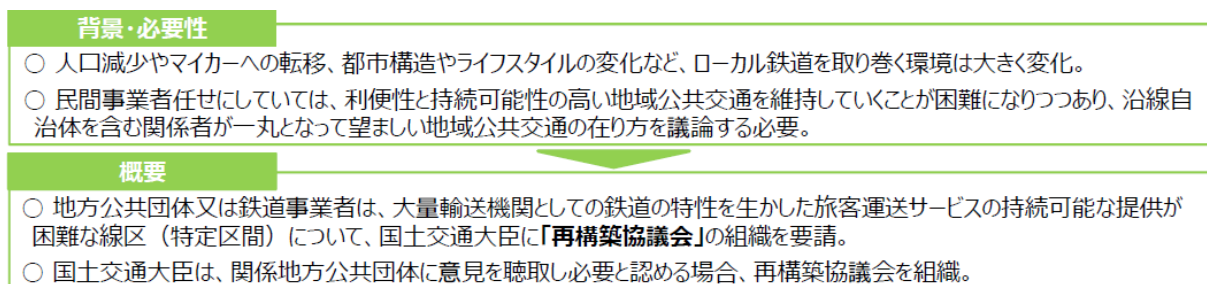 背景・必要性
○ 人口減少やマイカーへの転移、都市構造やライフスタイルの変化など、ローカル鉄道を取り巻く環境は大きく変化。
○ 民間事業者任せにしていては、利便性と持続可能性の高い地域公共交通を維持していくことが困難になりつつあり、沿線自
治体を含む関係者が一丸となって望ましい地域公共交通の在り方を議論する必要。
概要
○ 地方公共団体又は鉄道事業者は、大量輸送機関としての鉄道の特性を生かした旅客運送サービスの持続可能な提供が
困難な線区（特定区間）について、国土交通大臣に「再構築協議会」の組織を要請。
○ 国土交通大臣は、関係地方公共団体に意見を聴取し必要と認める場合、再構築協議会を組織。